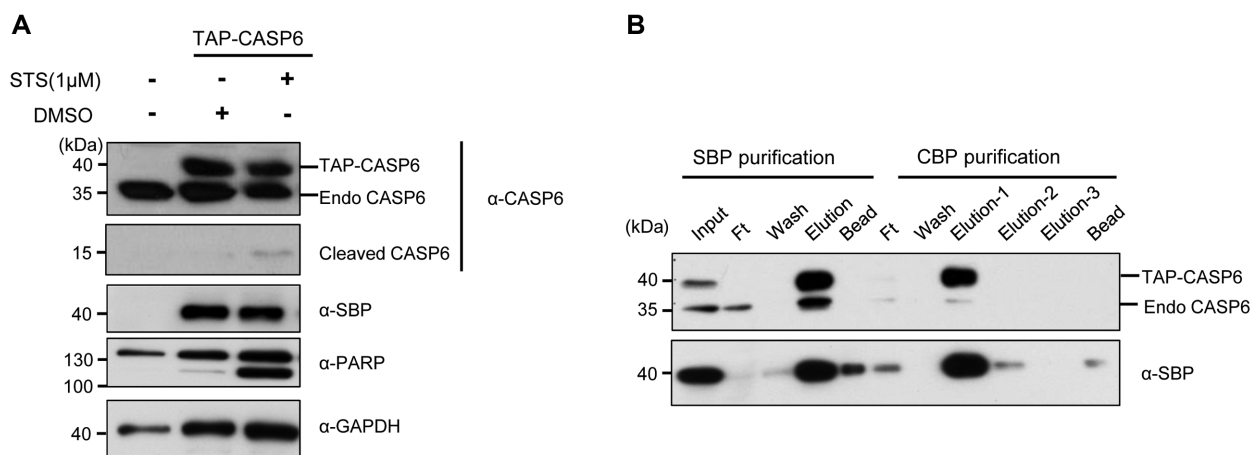 A
TAP-CASP6
STS(1µM) - - +
DMSO - + -
(kDa)
40 TAP-CASP6
35 Endo CASP6
α-CASP6
15 Cleaved CASP6
40 α-SBP
130 α-PARP
100
40 α-GAPDH
B
SBP purification CBP purification
(kDa) Input Ft Wash Elution Bead Ft Wash Elution-1 Elution-2 Elution-3 Bead
40 TAP-CASP6
35 Endo CASP6
40 α-SBP